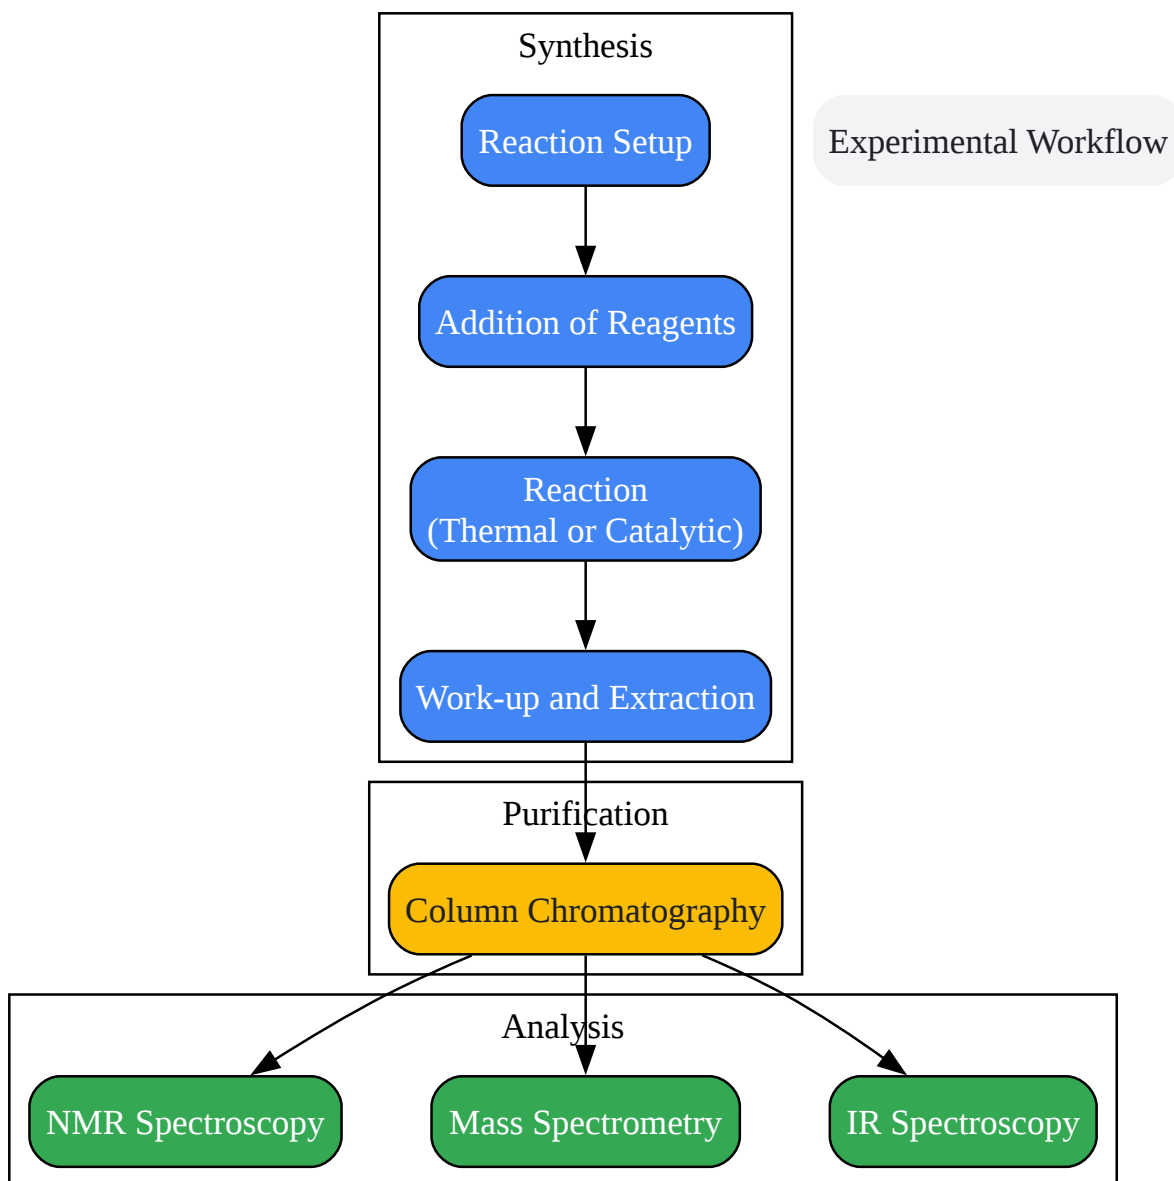 Synthesis
Reaction Setup
Experimental Workflow
Addition of Reagents
Reaction
(Thermal or Catalytic)
Work-up and Extraction
Purification
Column Chromatography
Analysis
NMR Spectroscopy
Mass Spectrometry
IR Spectroscopy